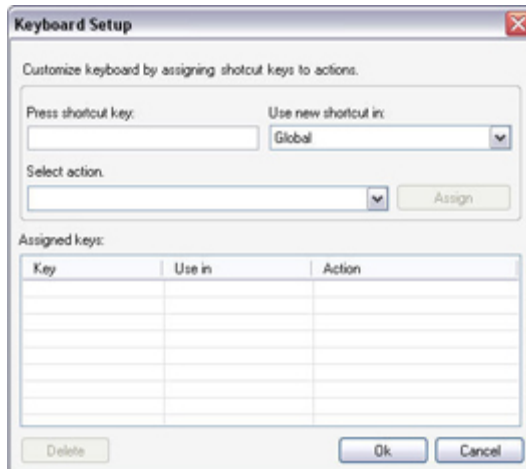 Keyboard Setup
Customize keyboard by assigning shotcut keys to actions.
Press shortcut key: Use new shortcut in:
Global
Select action.
Assign
Assigned keys:
Key Use in Action
Delete Ok Cancel